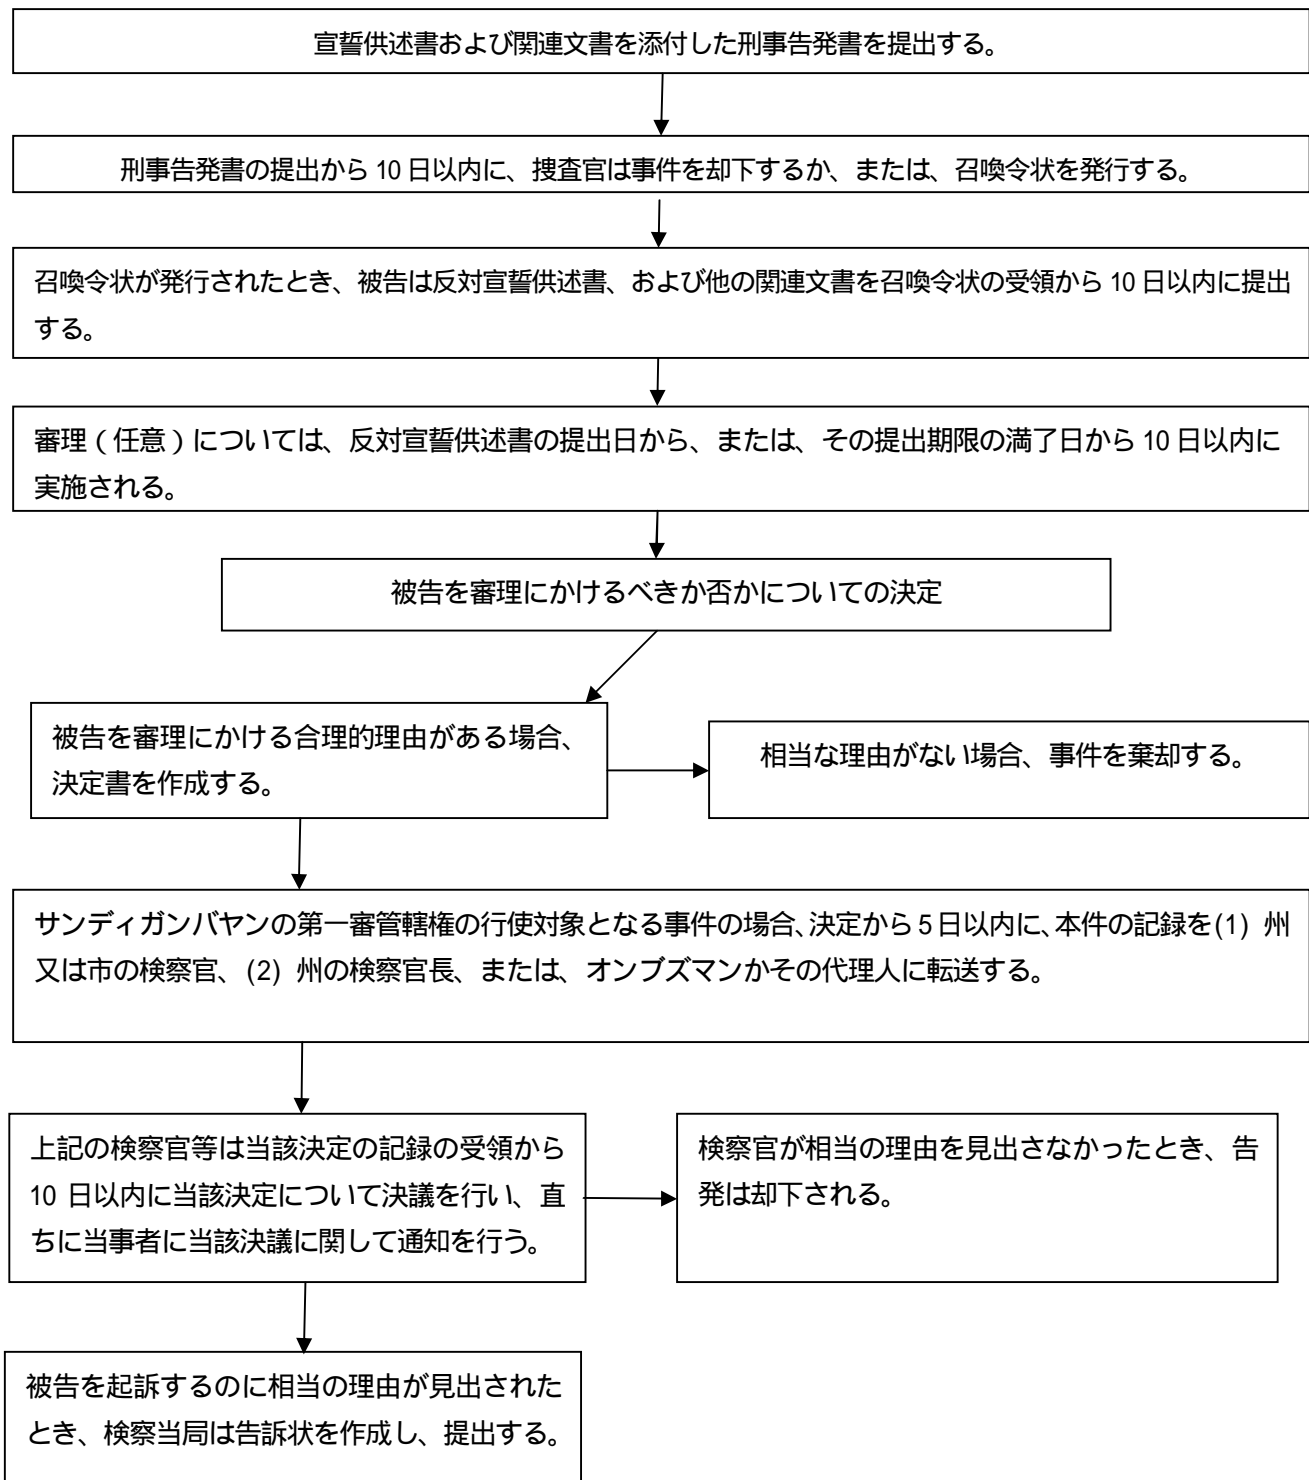 宣誓供述書および関連文書を添付した刑事告発書を提出する。
刑事告発書の提出から 10 日以内に、捜査官は事件を却下するか、または、召喚令状を発行する。
召喚令状が発行されたとき、被告は反対宣誓供述書、および他の関連文書を召喚令状の受領から 10 日以内に提出
する。
審理（任意）については、反対宣誓供述書の提出日から、または、その提出期限の満了日から 10 日以内に
実施される。
被告を審理にかけるべきか否かについての決定
被告を審理にかける合理的理由がある場合、
決定書を作成する。
相当な理由がない場合、事件を棄却する。
サンディガンバヤンの第一審管轄権の行使対象となる事件の場合、決定から 5 日以内に、本件の記録を(1) 州
又は市の検察官、(2) 州の検察官長、または、オンブズマンかその代理人に転送する。
上記の検察官等は当該決定の記録の受領から
10 日以内に当該決定について決議を行い、直
ちに当事者に当該決議に関して通知を行う。
検察官が相当の理由を見出さなかったとき、告
発は却下される。
被告を起訴するのに相当の理由が見出された
とき、検察当局は告訴状を作成し、提出する。